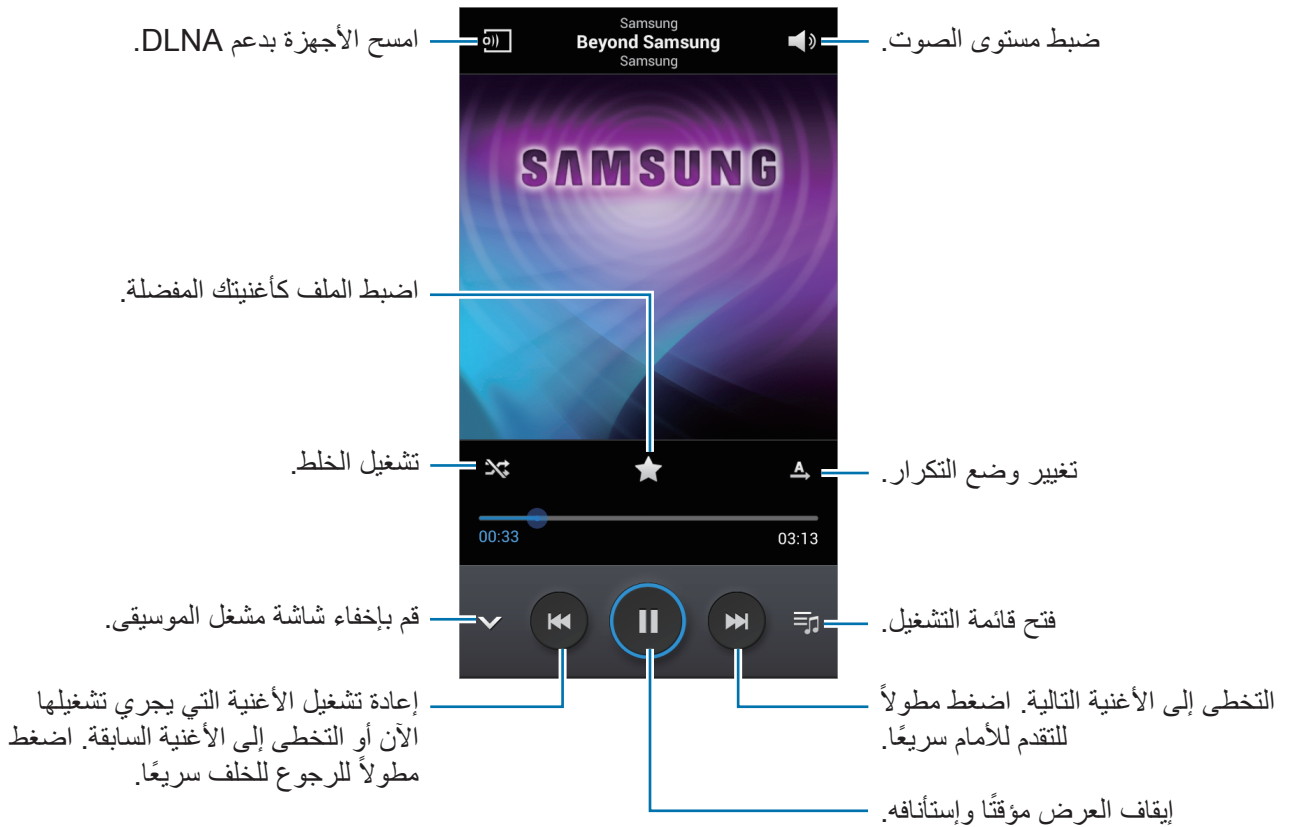 Samsung
Beyond Samsung
Samsung
ضبط مستوى الصوت.
امسح الأجهزة بدعم DLNA.
SAMSUNG
اضبط الملف كأغنيتك المفضلة.
تغيير وضع التكرار.
A
تشغيل الخلط.
00:33
03:13
فتح قائمة التشغيل.
قم بإخفاء شاشة مشغل الموسيقى.
التخطى إلى الأغنية التالية. اضغط مطولاً
للتقدم للأمام سريعًا.
إعادة تشغيل الأغنية التي يجري تشغيلها
الآن أو التخطى إلى الأغنية السابقة. اضغط
مطولاً للرجوع للخلف سريعًا.
إيقاف العرض مؤقتًا وإستأنافه.